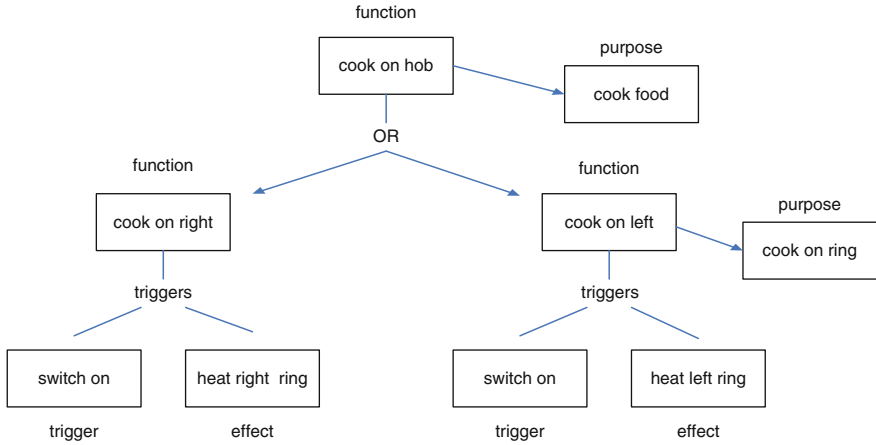 function
cook on hob
purpose
cook food
OR
function
cook on right
function
cook on left
purpose
cook on ring
triggers
triggers
switch on
heat right ring
switch on
heat left ring
trigger
effect
trigger
effect